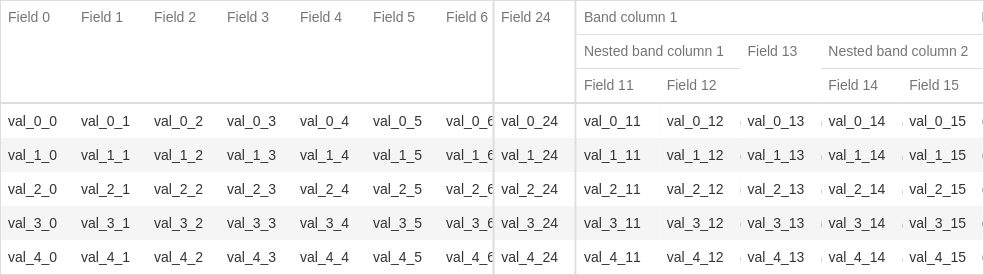 Field 0 Field 1 Field 2 Field 3 Field 4 Field 5 Field 6 Field 24 Band column 1
Nested band column 1 Field 13 Nested band column 2
Field 11 Field 12 Field 14 Field 15
val_0_0 val_0_1 val_0_2 val_0_3 val_0_4 val_0_5 val_0_6 val_0_24 val_0_11 val_0_12 val_0_13 val_0_14 val_0_15
val_1_0 val_1_1 val_1_2 val_1_3 val_1_4 val_1_5 val_1_6 val_1_24 val_1_11 val_1_12 val_1_13 val_1_14 val_1_15
val_2_0 val_2_1 val_2_2 val_2_3 val_2_4 val_2_5 val_2_6 val_2_24 val_2_11 val_2_12 val_2_13 val_2_14 val_2_15
val_3_0 val_3_1 val_3_2 val_3_3 val_3_4 val_3_5 val_3_6 val_3_24 val_3_11 val_3_12 val_3_13 val_3_14 val_3_15
val_4_0 val_4_1 val_4_2 val_4_3 val_4_4 val_4_5 val_4_6 val_4_24 val_4_11 val_4_12 val_4_13 val_4_14 val_4_15